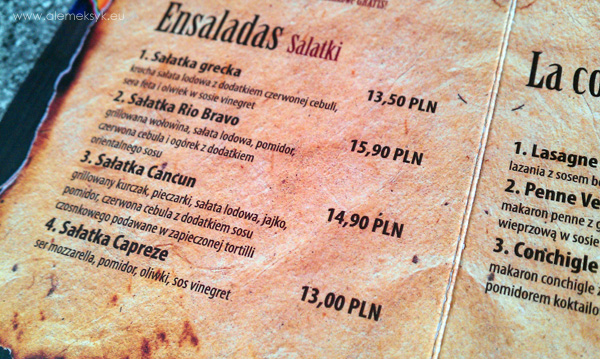 www.alemeksyk.eu
GRATIS!
Ensaladas Sałatki
1. Sałatka grecka
krucha sałata lodowa z dodatkiem czerwonej cebuli,
sera feta i oliwek w sosie vinegret
13,50 PLN
2. Sałatka Rio Bravo
grillowana wołowina, sałata lodowa, pomidor,
czerwona cebula i ogórek z dodatkiem
orientalnego sosu
15,90 PLN
3. Sałatka Cancun
grillowany kurczak, pieczarki, sałata lodowa, jajko,
pomidor, czerwona cebula z dodatkiem sosu
czosnkowego podawane w zapieczonej tortilli
14,90 PLN
4. Sałatka Capreze
ser mozzarella, pomidor, oliwki, sos vinegret
13,00 PLN
La co
1. Lasagne
lazania z sosem b
2. Penne Ve
makaron penne z g
wieprzową w sosie
3. Conchigle
makaron conchigle z
pomidorem koktailo